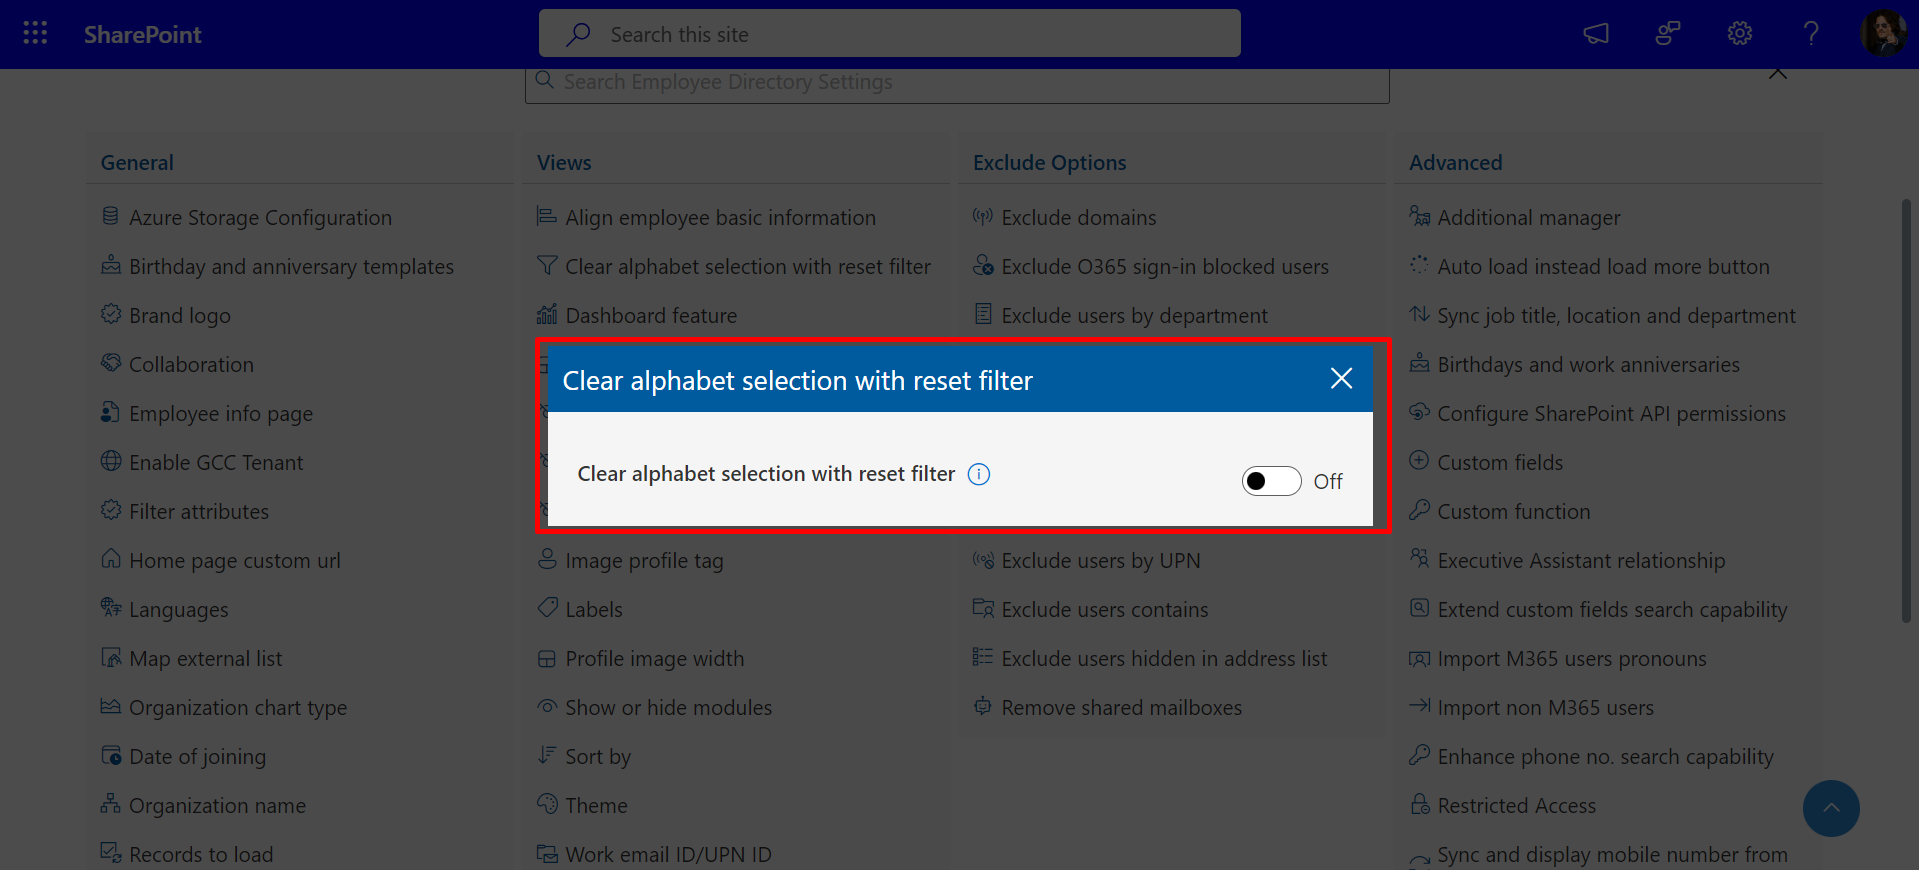 SharePoint
Search this site
Search Employee Directory Settings
General
Azure Storage Configuration
Birthday and anniversary templates
Brand logo
Collaboration
Employee info page
Enable GCC Tenant
Filter attributes
Home page custom url
Languages
Map external list
Organization chart type
Date of joining
Organization name
Records to load
Views
Align employee basic information
Clear alphabet selection with reset filter
Dashboard feature
Image profile tag
Labels
Profile image width
Show or hide modules
Sort by
Theme
Work email ID/UPN ID
Exclude Options
Exclude domains
Exclude O365 sign-in blocked users
Exclude users by department
Exclude users by UPN
Exclude users contains
Exclude users hidden in address list
Remove shared mailboxes
Advanced
Additional manager
Auto load instead load more button
Sync job title, location and department
Birthdays and work anniversaries
Configure SharePoint API permissions
Custom fields
Custom function
Executive Assistant relationship
Extend custom fields search capability
Import M365 users pronouns
Import non M365 users
Enhance phone no. search capability
Restricted Access
Sync and display mobile number from
Clear alphabet selection with reset filter
Clear alphabet selection with reset filter
Off